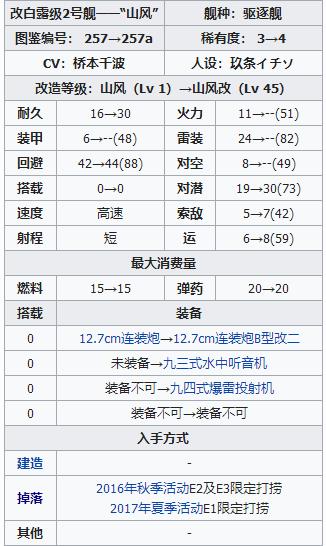 改白露级2号舰——“山风” 舰种：驱逐舰
图鉴编号： 257→257a 稀有度： 3→4
CV：桥本千波 人设：玖条イチソ
改造等级：山风（Lv 1）→山风改（Lv 45）
耐久 16→30 火力 11→--(51)
装甲 6→--(48) 雷装 24→--(82)
回避 42→44(88) 对空 8→--(49)
搭载 0→0 对潜 19→30(73)
速度 高速 索敌 5→7(42)
射程 短 运 6→8(59)
最大消费量
燃料 15→15 弹药 20→20
搭载 装备
0 12.7cm连装炮→12.7cm连装炮B型改二
0 未装备→九三式水中听音机
0 装备不可→九四式爆雷投射机
0 装备不可→装备不可
入手方式
建造 -
掉落 2016年秋季活动E2及E3限定打捞
2017年夏季活动E1限定打捞
其他 -